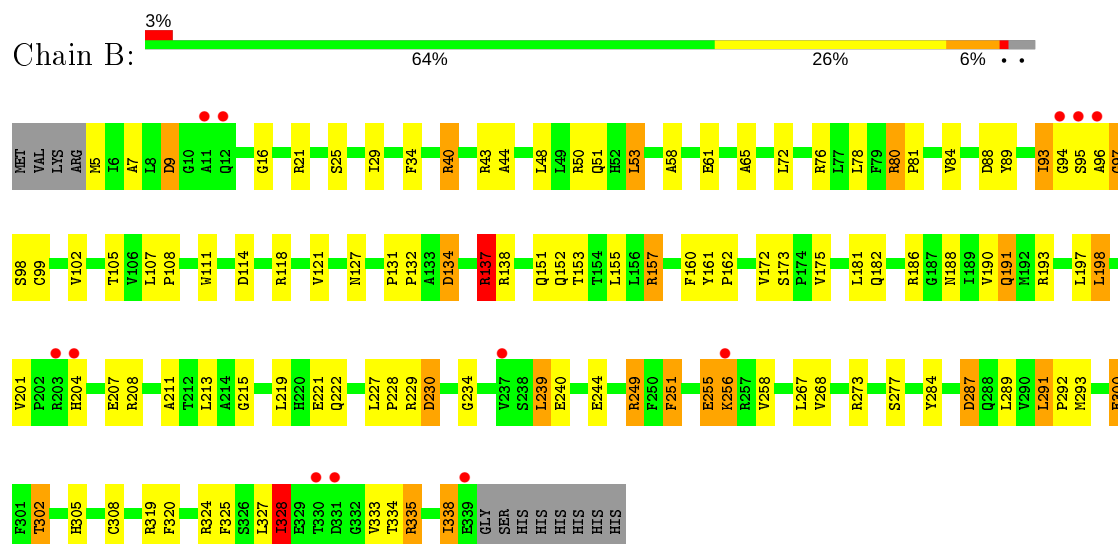 3%
Chain B:
64% 26% 6% • •
MET VAL LYS ARG M5 I6 A7 L8 D9 G10 A11 Q12 G16 R21 S25 I29 F34 R40 R43 A44 L48 L49 R50 Q51 H52 L53 A58 E61 A65 L72 R76 L77 L78 F79 R80 P81 V84 D88 Y89 I93 G94 S95 A96
S98 C99 V102 T105 V106 L107 P108 W111 D114 R118 V121 N127 P131 P132 A133 D134 R137 R138 Q151 Q152 T153 T154 L155 L156 R157 F160 Y161 P162 V172 S173 P174 V175 L181 Q182 R186 G187 N188 I189 V190 Q191 M192 R193 L197 L198
V201 P202 R203 H204 E207 R208 A211 T212 L213 A214 G215 L219 H220 E221 Q222 L227 P228 R229 D230 G234 V237 S238 L239 E240 E244 R249 F250 F251 E255 K256 R257 V258 L267 V268 R273 S277 Y284 D287 Q288 L289 V290 L291 P292 M293
F301 T302 H305 C308 R319 F320 R324 F325 S326 L327 I328 E329 T330 D331 G332 V333 T334 R335 I338 E339 GLY SER HIS HIS HIS HIS HIS HIS